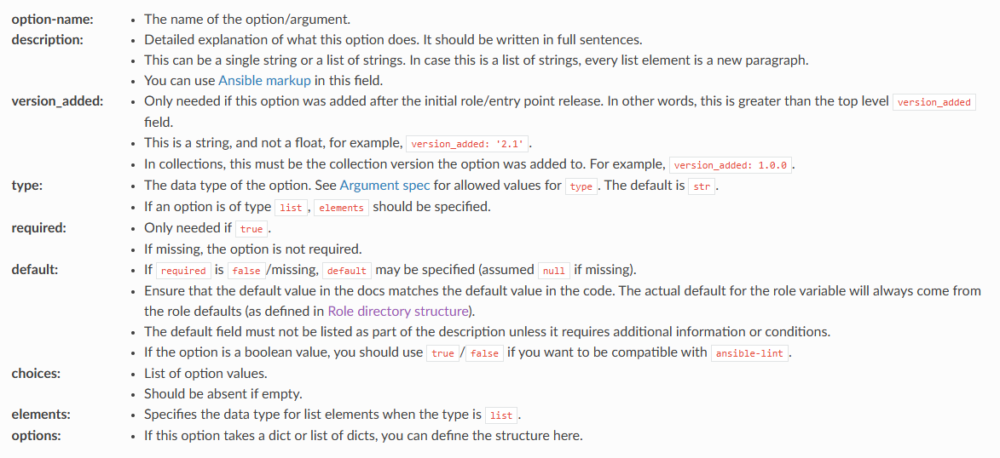 option-name:
• The name of the option/argument.
description:
• Detailed explanation of what this option does. It should be written in full sentences.
• This can be a single string or a list of strings. In case this is a list of strings, every list element is a new paragraph.
• You can use Ansible markup in this field.
version_added:
• Only needed if this option was added after the initial role/entry point release. In other words, this is greater than the top level version_added
field.
• This is a string, and not a float, for example, version_added: '2.1'.
• In collections, this must be the collection version the option was added to. For example, version_added: 1.0.0.
type:
• The data type of the option. See Argument spec for allowed values for type. The default is str.
• If an option is of type list, elements should be specified.
required:
• Only needed if true.
• If missing, the option is not required.
default:
• If required is false/missing, default may be specified (assumed null if missing).
• Ensure that the default value in the docs matches the default value in the code. The actual default for the role variable will always come from
the role defaults (as defined in Role directory structure).
• The default field must not be listed as part of the description unless it requires additional information or conditions.
• If the option is a boolean value, you should use true/false if you want to be compatible with ansible-lint.
choices:
• List of option values.
• Should be absent if empty.
elements:
• Specifies the data type for list elements when the type is list.
options:
• If this option takes a dict or list of dicts, you can define the structure here.